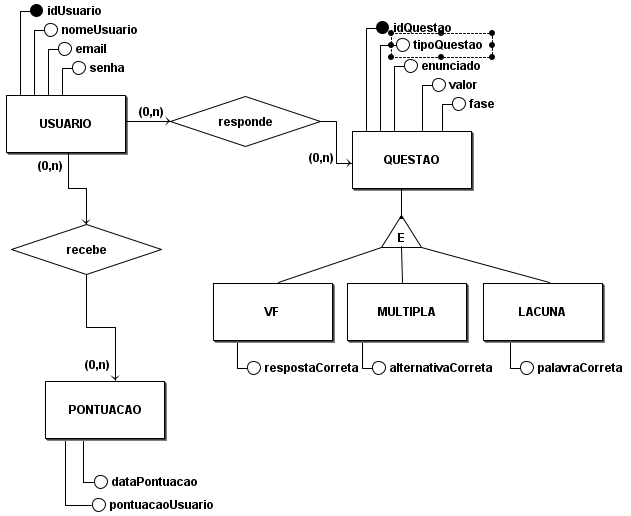 idUsuario
nomeUsuario
email
senha
idQuestao
tipoQuestao
enunciado
valor
fase
USUARIO
(0,n)
responde
(0,n)
QUESTAO
(0,n)
recebe
E
VF
MULTIPLA
LACUNA
respostaCorreta
alternativaCorreta
palavraCorreta
(0,n)
PONTUACAO
dataPontuacao
pontuacaoUsuario